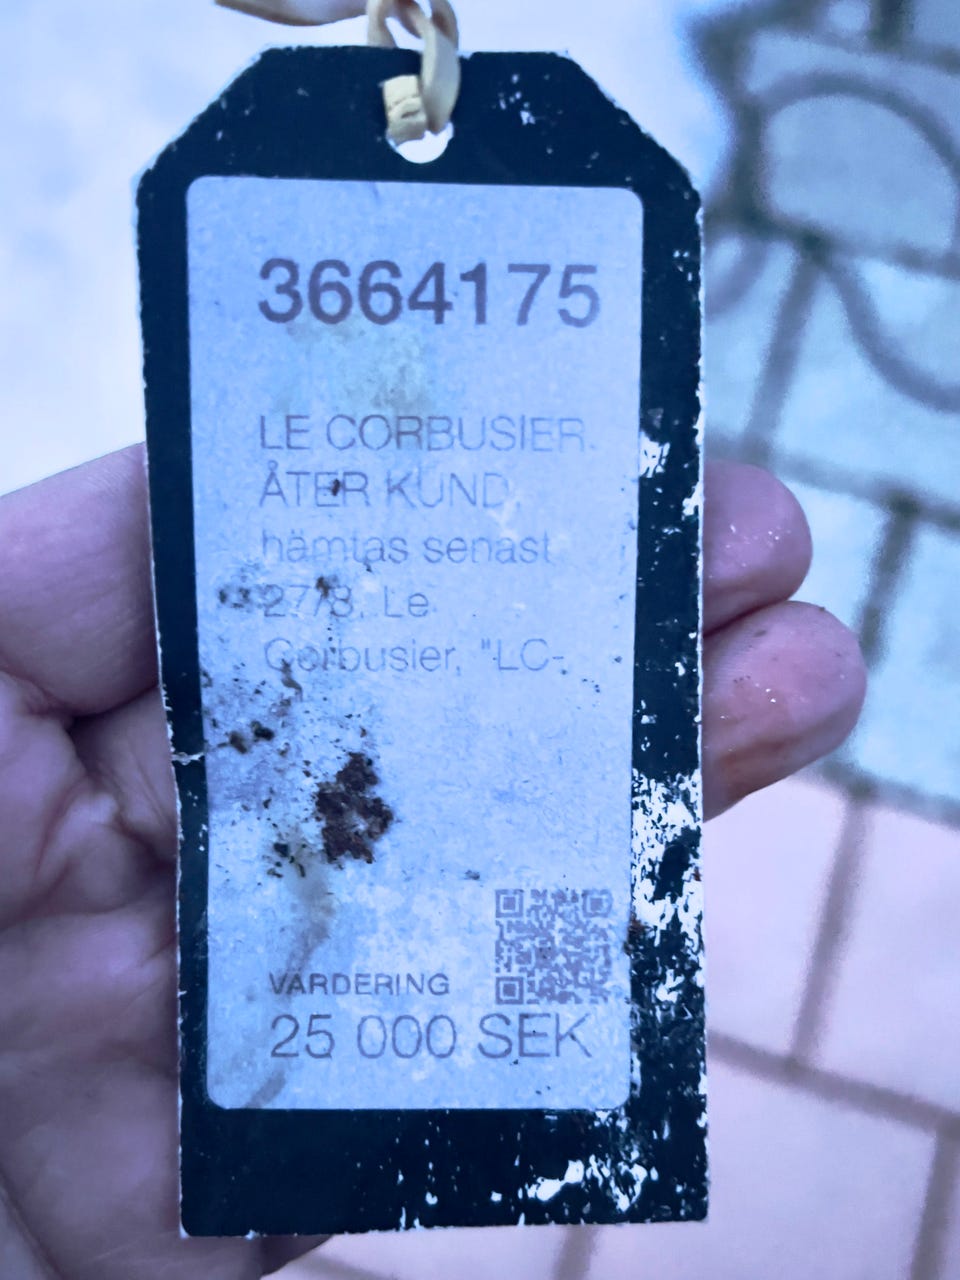 3664175
LE CORBUSIER.
ÅTER KUND,
hämtas senast
27/8, Le
Corbusier, "LC-
VÄRDERING
25 000 SEK